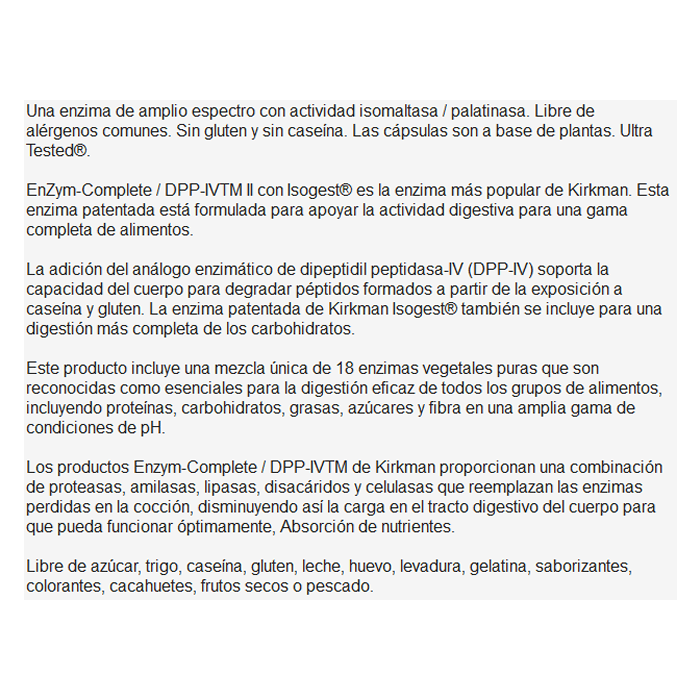 Una enzima de amplio espectro con actividad isomaltasa / palatinasa. Libre de
alérgenos comunes. Sin gluten y sin caseína. Las cápsulas son a base de plantas. Ultra
Tested®.
EnZym-Complete / DPP-IVTM II con Isogest® es la enzima más popular de Kirkman. Esta
enzima patentada está formulada para apoyar la actividad digestiva para una gama
completa de alimentos.
La adición del análogo enzimático de dipeptidil peptidasa-IV (DPP-IV) soporta la
capacidad del cuerpo para degradar péptidos formados a partir de la exposición a
caseína y gluten. La enzima patentada de Kirkman Isogest® también se incluye para una
digestión más completa de los carbohidratos.
Este producto incluye una mezcla única de 18 enzimas vegetales puras que son
reconocidas como esenciales para la digestión eficaz de todos los grupos de alimentos,
incluyendo proteínas, carbohidratos, grasas, azúcares y fibra en una amplia gama de
condiciones de pH.
Los productos Enzym-Complete / DPP-IVTM de Kirkman proporcionan una combinación
de proteasas, amilasas, lipasas, disacáridos y celulasas que reemplazan las enzimas
perdidas en la cocción, disminuyendo así la carga en el tracto digestivo del cuerpo para
que pueda funcionar óptimamente, Absorción de nutrientes.
Libre de azúcar, trigo, caseína, gluten, leche, huevo, levadura, gelatina, saborizantes,
colorantes, cacahuetes, frutos secos o pescado.